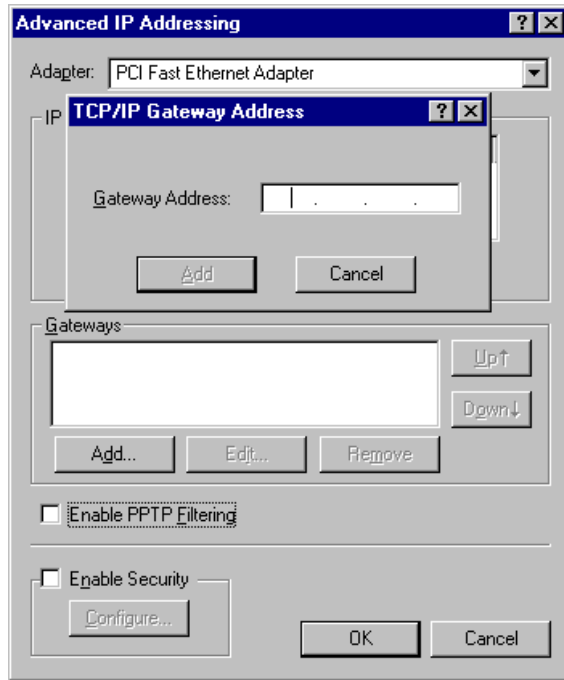 Advanced IP Addressing
Adapter: PCI Fast Ethernet Adapter
IP
TCP/IP Gateway Address
Gateway Address: . . .
Add Cancel
Gateways
Up↑
Down↓
Add... Edit... Remove
Enable PPTP Filtering
Enable Security
Configure...
OK Cancel